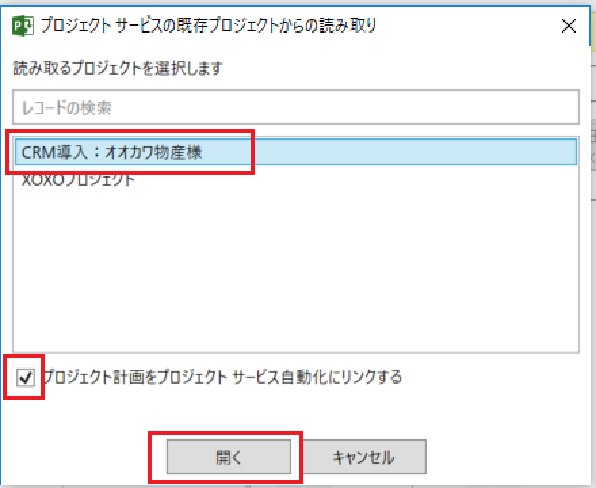 プロジェクト サービスの既存プロジェクトからの読み取り
読み取るプロジェクトを選択します
レコードの検索
CRM導入：オオカワ物産様
XOXOプロジェクト
プロジェクト計画をプロジェクト サービス自動化にリンクする
開く
キャンセル